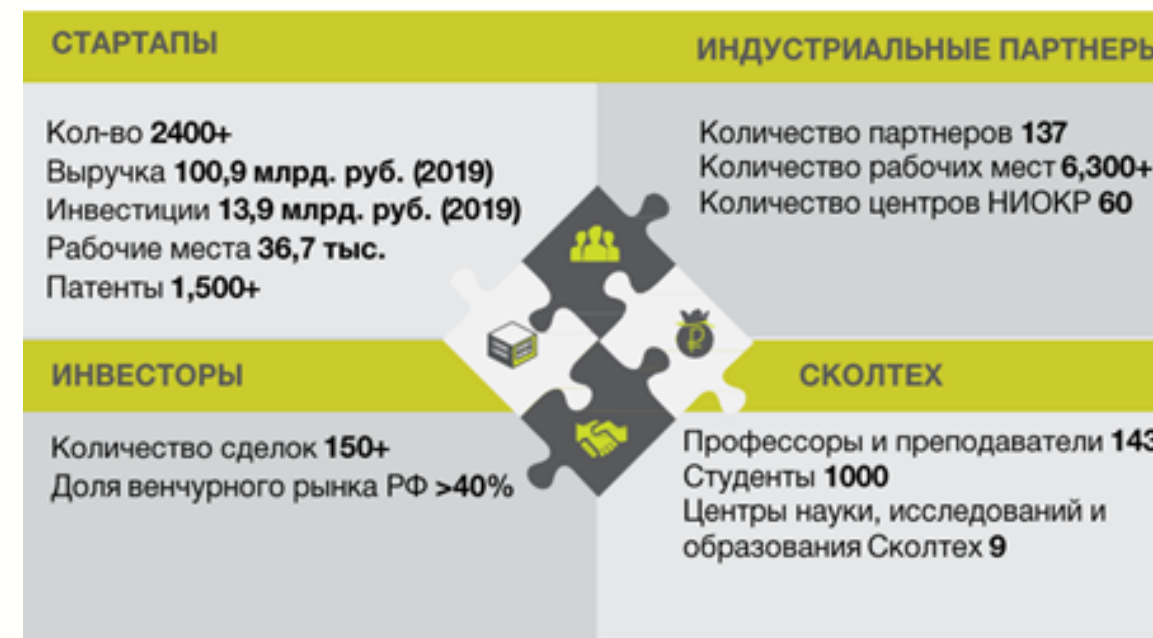 СТАРТАПЫ
Кол-во 2400+
Выручка 100,9 млрд. руб. (2019)
Инвестиции 13,9 млрд. руб. (2019)
Рабочие места 36,7 тыс.
Патенты 1,500+
ИНДУСТРИАЛЬНЫЕ ПАРТНЕРЫ
Количество партнеров 137
Количество рабочих мест 6,300+
Количество центров НИОКР 60
ИНВЕСТОРЫ
Количество сделок 150+
Доля венчурного рынка РФ >40%
СКОЛТЕХ
Профессоры и преподаватели 143
Студенты 1000
Центры науки, исследований и
образования Сколтех 9